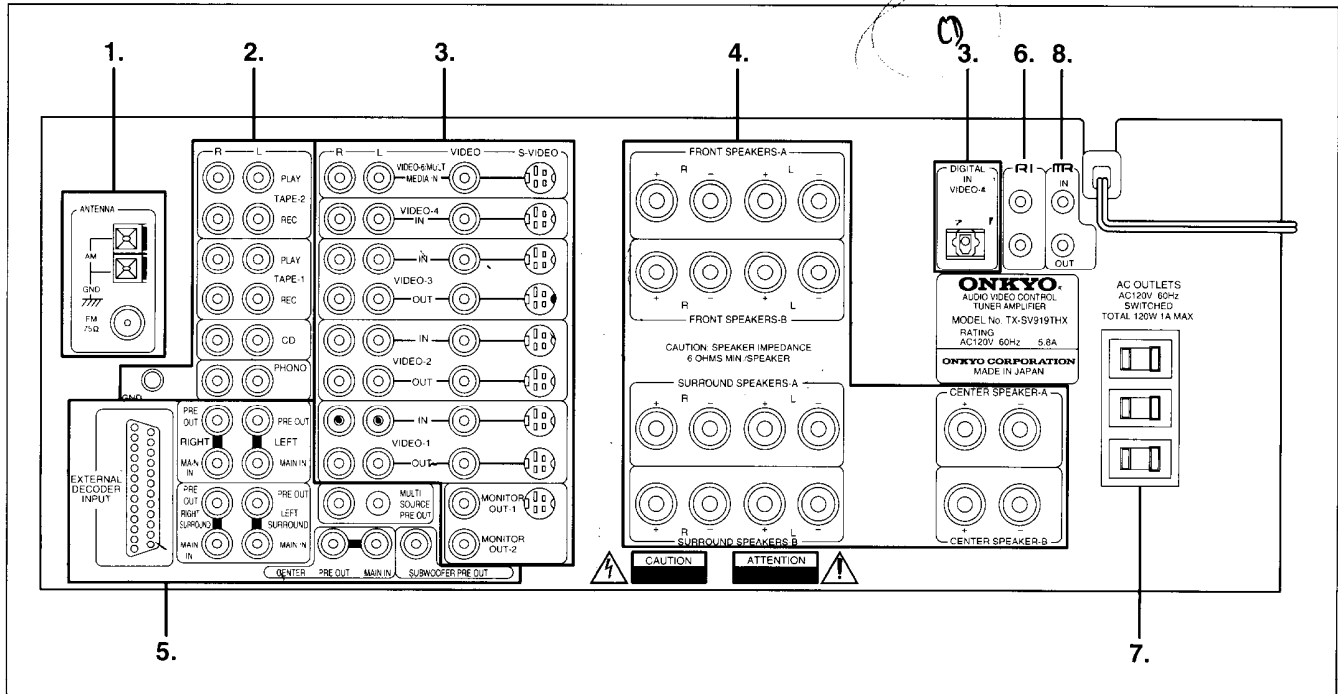 1.
2.
3.
4.
3.
6.
8.
ANTENNA
AM
GND
FM
75Ω
R L
PLAY
TAPE-2
REC
PLAY
TAPE-1
REC
CD
PHONO
GND
R L VIDEO S-VIDEO
VIDEO-6/MULT
MEDIA IN
VIDEO-4
IN
IN
VIDEO-3
OUT
IN
VIDEO-2
OUT
IN
VIDEO-1
OUT
MONITOR
OUT-1
MONITOR
OUT-2
EXTERNAL
DECODER
INPUT
PRE
OUT
PRE OUT
RIGHT
LEFT
MAIN
IN
MAIN IN
PRE
OUT
PRE OUT
RIGHT
SURROUND
LEFT
SURROUND
MAIN
IN
MAIN IN
MULTI
SOURCE
PRE OUT
CENTER PRE OUT MAIN IN
SUBWOOFER PRE OUT
FRONT SPEAKERS-A
+ R − + L −
+ R − + L −
FRONT SPEAKERS-B
CAUTION: SPEAKER IMPEDANCE
6 OHMS MIN./SPEAKER
SURROUND SPEAKERS-A
+ R − + L −
+ R − + L −
SURROUND SPEAKERS-B
CENTER SPEAKER-A
+ −
+ −
CENTER SPEAKER-B
CAUTION
ATTENTION
DIGITAL
IN
VIDEO-4
RI
IN
OUT
ONKYO
AUDIO VIDEO CONTROL
TUNER AMPLIFIER
MODEL No. TX-SV919THX
RATING
AC120V 60Hz 5.8A
ONKYO CORPORATION
MADE IN JAPAN
AC OUTLETS
AC120V 60Hz
SWITCHED
TOTAL 120W 1A MAX
5.
7.